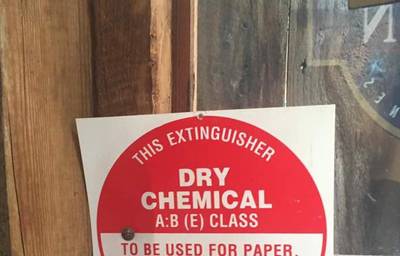 THIS EXTINGUISHER
DRY
CHEMICAL
A:B (E) CLASS
TO BE USED FOR PAPER,
N
N E S